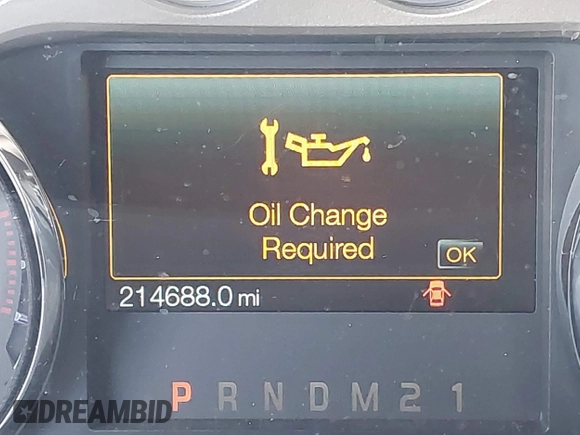 Oil Change
Required
OK
214688.0 mi
P R N D M 2 1
DREAMBID